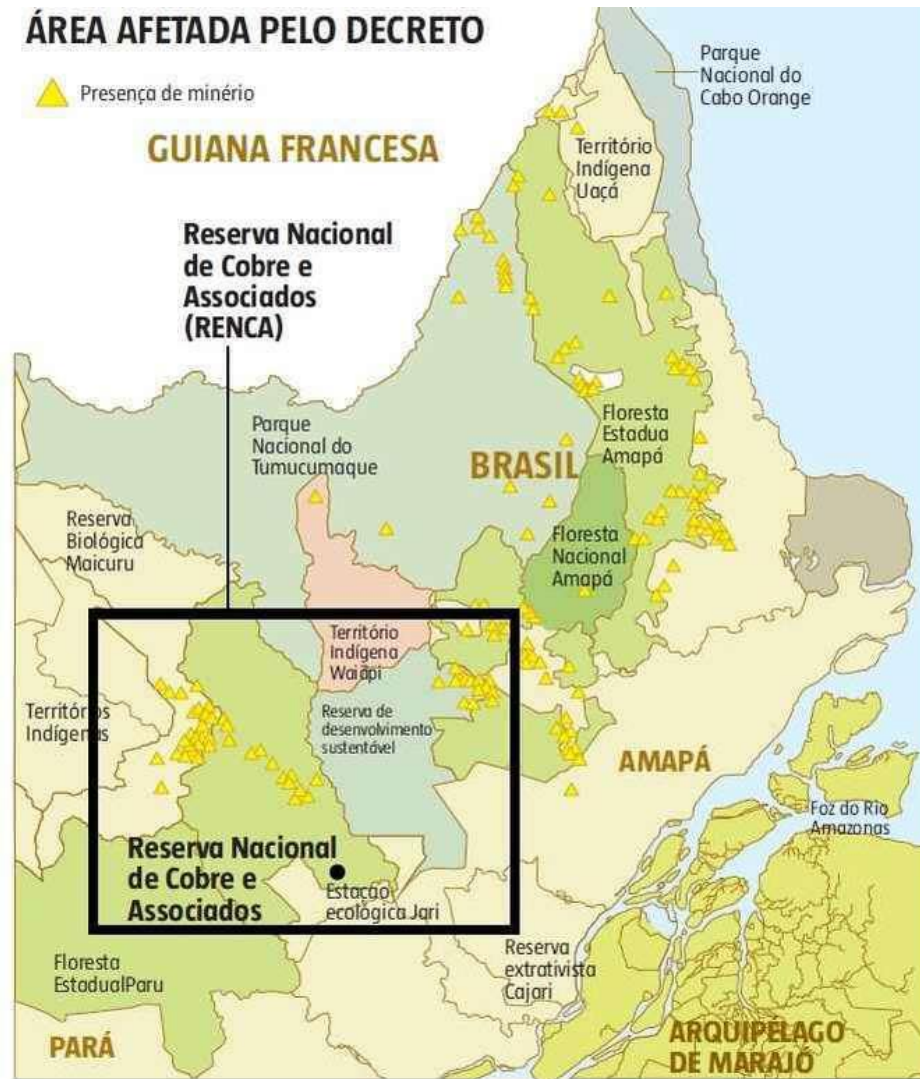 ÁREA AFETADA PELO DECRETO
Presença de minério
Parque
Nacional do
Cabo Orange
GUIANA FRANCESA
Território
Indígena
Uaçá
Reserva Nacional
de Cobre e
Associados
(RENCA)
Parque
Nacional do
Tumucumaque
BRASIL
Floresta
Estadua
Amapá
Reserva
Biológica
Maicuru
Floresta
Nacional
Amapá
Território
Indígena
Waiãpi
Territórios
Indígenas
Reserva de
desenvolvimento
sustentável
AMAPÁ
Foz do Rio
Amazonas
Reserva Nacional
de Cobre e
Associados
Estação
ecológica Jari
Floresta
EstadualParu
Reserva
extrativista
Cajari
PARÁ
ARQUIPÉLAGO
DE MARAJÓ